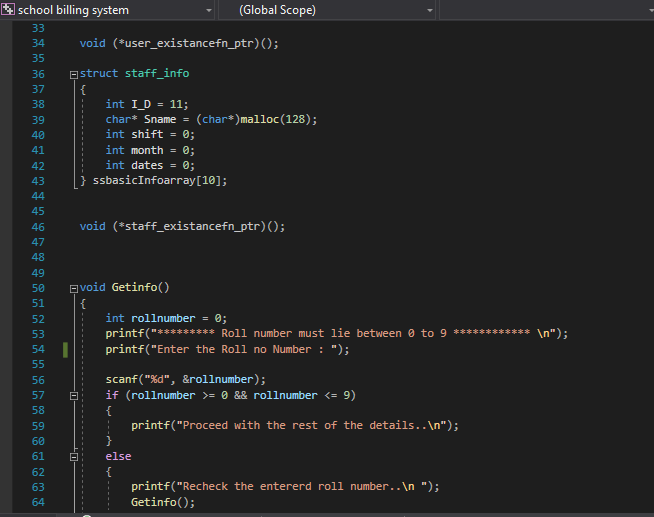 school billing system (Global Scope)
33
34 void (*user_existancefn_ptr)();
35
36 struct staff_info
37 {
38 int I_D = 11;
39 char* Sname = (char*)malloc(128);
40 int shift = 0;
41 int month = 0;
42 int dates = 0;
43 } ssbasicInfoarray[10];
44
45
46 void (*staff_existancefn_ptr)();
47
48
49
50 void Getinfo()
51 {
52 int rollnumber = 0;
53 printf("********* Roll number must lie between 0 to 9 ************ \n");
54 printf("Enter the Roll no Number : ");
55
56 scanf("%d", &rollnumber);
57 if (rollnumber >= 0 && rollnumber <= 9)
58 {
59 printf("Proceed with the rest of the details..\n");
60 }
61 else
62 {
63 printf("Recheck the entererd roll number..\n ");
64 Getinfo();